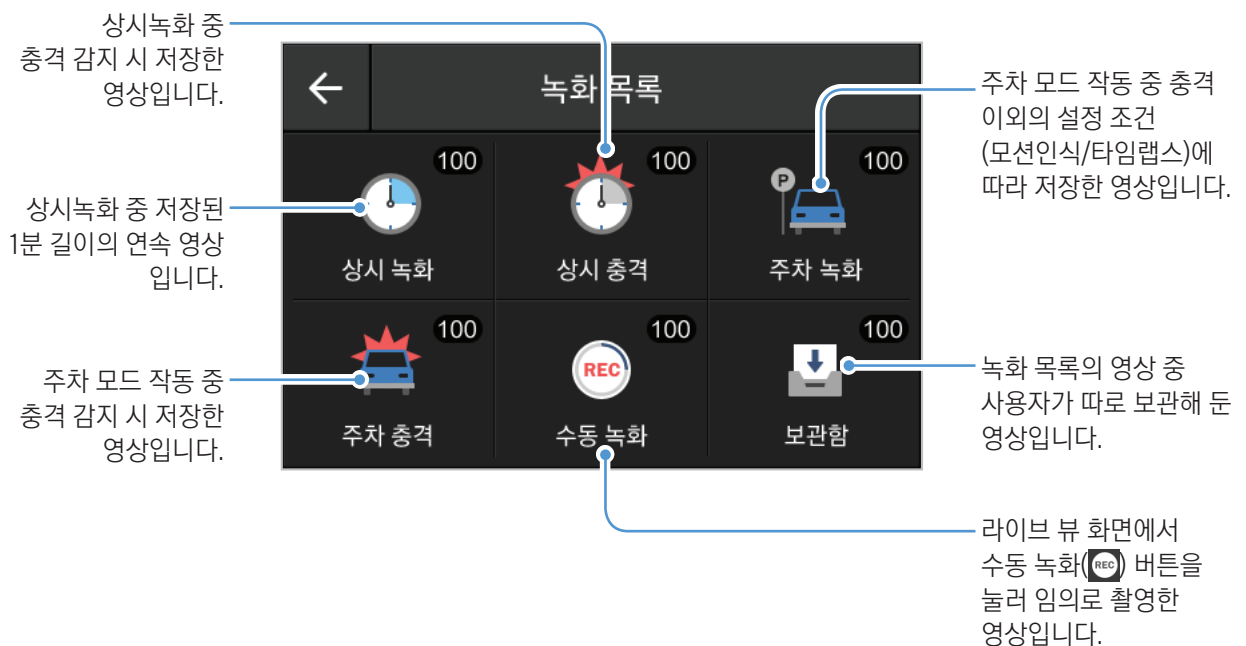 상시녹화 중
충격 감지 시 저장한
영상입니다.
상시녹화 중 저장된
1분 길이의 연속 영상
입니다.
주차 모드 작동 중
충격 감지 시 저장한
영상입니다.
녹화 목록
100
상시 녹화
100
상시 충격
P
100
주차 녹화
100
주차 충격
REC
100
수동 녹화
100
보관함
주차 모드 작동 중 충격
이외의 설정 조건
(모션인식/타임랩스)에
따라 저장한 영상입니다.
녹화 목록의 영상 중
사용자가 따로 보관해 둔
영상입니다.
라이브 뷰 화면에서
수동 녹화(REC) 버튼을
눌러 임의로 촬영한
영상입니다.